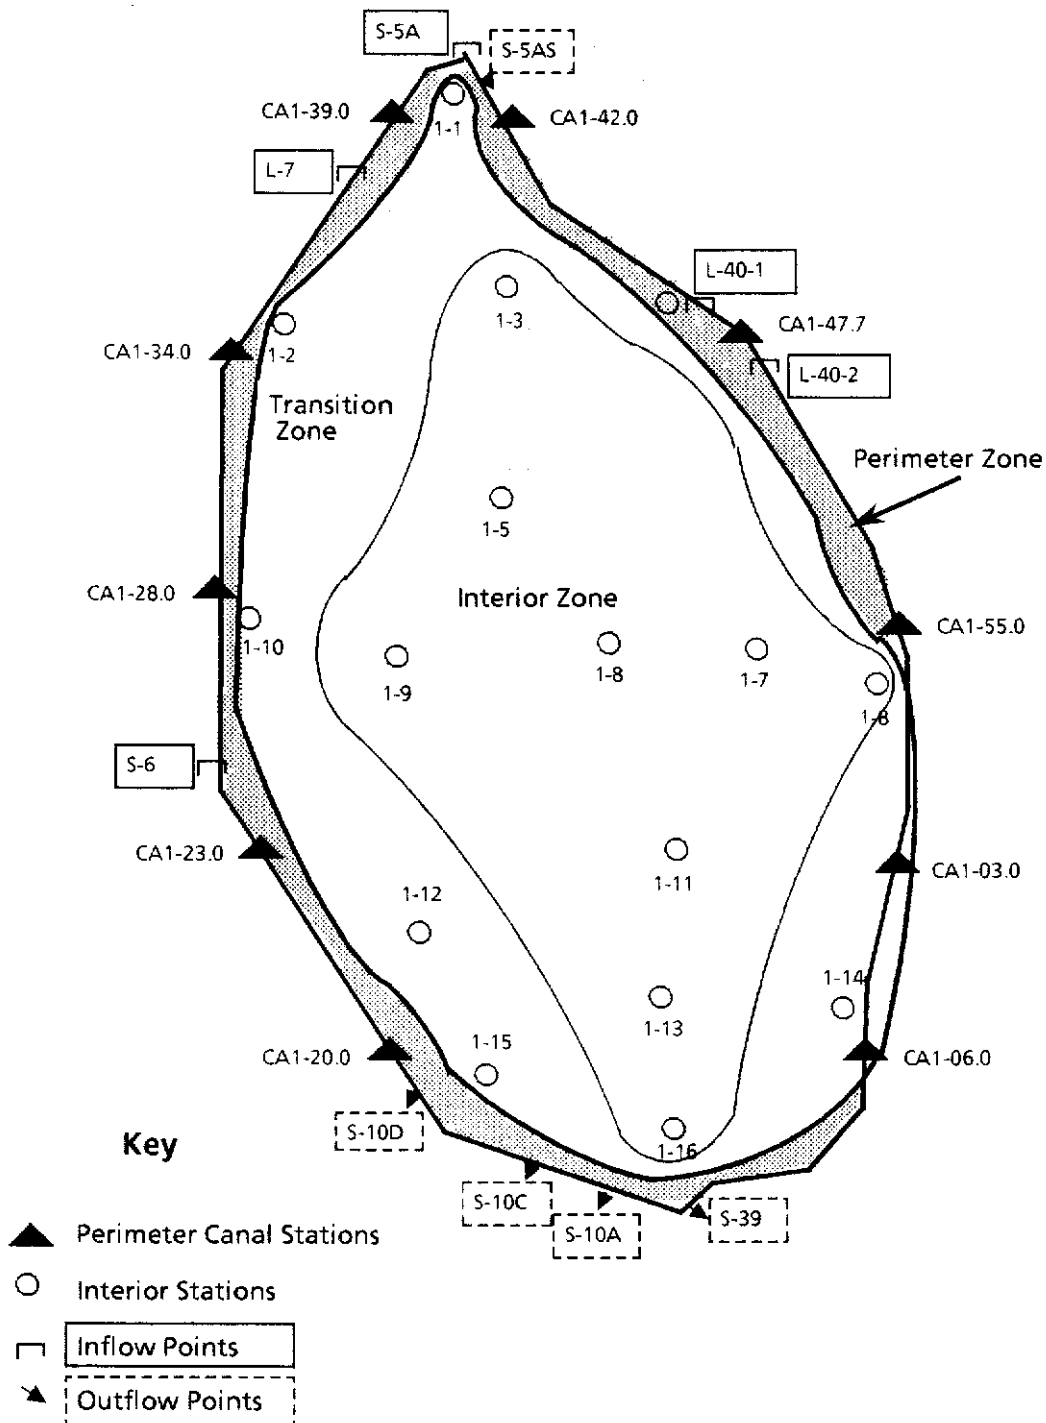 S-5A
S-5AS
CA1-39.0
CA1-42.0
1-1
L-7
L-40-1
1-3
CA1-47.7
CA1-34.0
1-2
L-40-2
Transition
Zone
Perimeter Zone
1-5
CA1-28.0
Interior Zone
CA1-55.0
1-10
1-9
1-8
1-7
1-8
S-6
CA1-23.0
CA1-03.0
1-11
1-12
1-14
1-13
CA1-20.0
1-15
CA1-06.0
S-10D
1-16
Key
S-10C
S-39
S-10A
Perimeter Canal Stations
Interior Stations
Inflow Points
Outflow Points